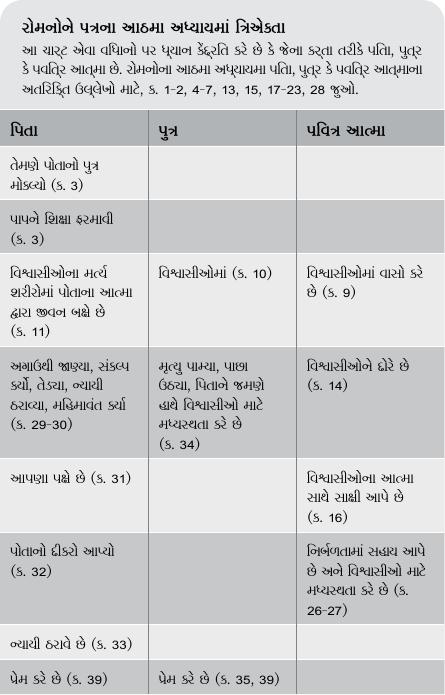 રોમનોને પત્રના આઠમા અધ્યાયમાં ત્રિએક્તા
આ ચાર્ટ એવા વિધાનો પર ધ્યાન કેંદ્રિત કરે છે કે જેના કર્તા તરીકે પિતા, પુત્ર
કે પવિત્ર આત્મા છે. રોમનોના આઠમા અધ્યાયમાં પિતા, પુત્ર કે પવિત્ર આત્માના
અતિરિક્ત ઉલ્લેખો માટે, ક. 1-2, 4-7, 13, 15, 17-23, 28 જુઓ.
પિતા
પુત્ર
પવિત્ર આત્મા
તેમણે પોતાનો પુત્ર
મોકલ્યો (ક. 3)
પાપને શિક્ષા ફરમાવી
(ક. 3)
વિશ્વાસીઓના મર્ત્ય
શરીરોમાં પોતાના આત્મા
દ્વારા જીવન બક્ષે છે
(ક. 11)
વિશ્વાસીઓમાં (ક. 10)
વિશ્વાસીઓમાં વાસો કરે
છે (ક. 9)
અગાઉથી જાણ્યા, સંકલ્પ
કર્યો, તેડ્યા, ન્યાયી
ઠરાવ્યા, મહિમાવંત કર્યા
(ક. 29-30)
મૃત્યુ પામ્યા, પાછા
ઉઠ્યા, પિતાને જમણે
હાથે વિશ્વાસીઓ માટે
મધ્યસ્થતા કરે છે
(ક. 34)
વિશ્વાસીઓને દોરે છે
(ક. 14)
આપણા પક્ષે છે (ક. 31)
વિશ્વાસીઓના આત્મા
સાથે સાક્ષી આપે છે
(ક. 16)
પોતાનો દીકરો આપ્યો
(ક. 32)
નિર્બળતામાં સહાય આપે
છે અને વિશ્વાસીઓ માટે
મધ્યસ્થતા કરે છે (ક.
26-27)
ન્યાયી ઠરાવે છે (ક. 33)
પ્રેમ કરે છે (ક. 39)
પ્રેમ કરે છે (ક. 35, 39)